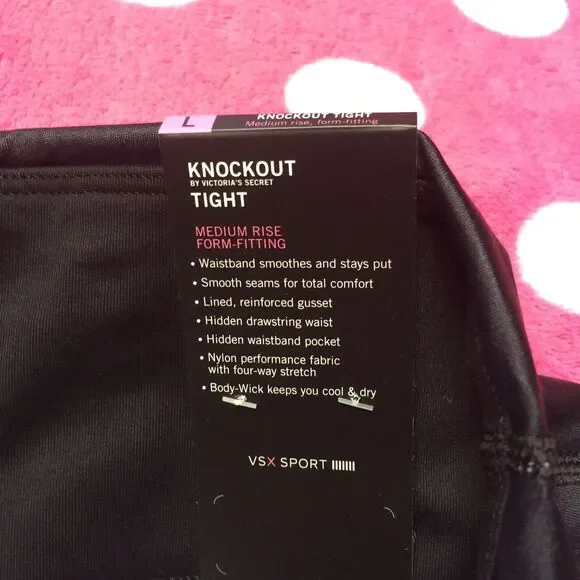 L
KNOCKOUT TIGHT
Medium rise, form-fitting
KNOCKOUT
BY VICTORIA'S SECRET
TIGHT
MEDIUM RISE
FORM-FITTING
• Waistband smoothes and stays put
• Smooth seams for total comfort
• Lined, reinforced gusset
• Hidden drawstring waist
• Hidden waistband pocket
• Nylon performance fabric
with four-way stretch
• Body-Wick keeps you cool & dry
VSX SPORT